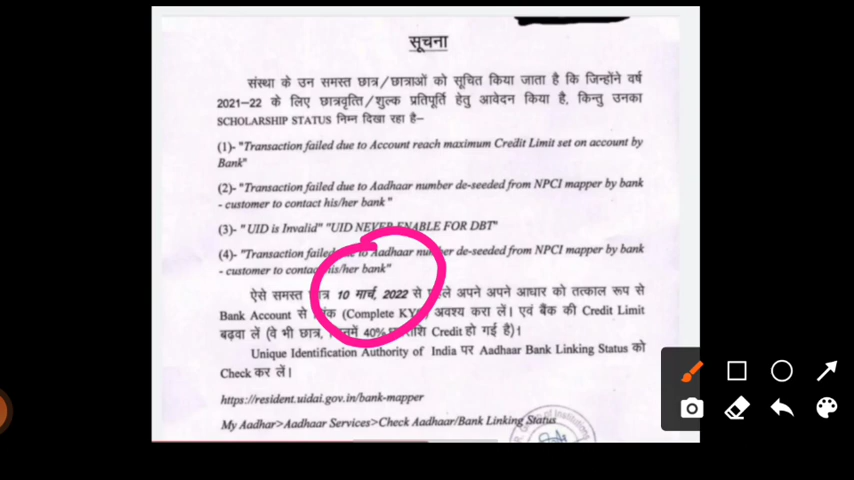 सूचना
संस्था के उन समस्त छात्र/छात्राओं को सूचित किया जाता है कि जिन्होंने वर्ष
2021-22 के लिए छात्रवृत्ति/शुल्क प्रतिपूर्ति हेतु आवेदन किया है, किन्तु उनका
SCHOLARSHIP STATUS निम्न दिखा रहा है-
(1)- "Transaction failed due to Account reach maximum Credit Limit set on account by
Bank"
(2)- "Transaction failed due to Aadhaar number de-seeded from NPCI mapper by bank
- customer to contact his/her bank"
(3)- "UID is Invalid" "UID NEVER ENABLE FOR DBT"
(4)- "Transaction failed due to Aadhaar number de-seeded from NPCI mapper by bank
- customer to contact his/her bank"
ऐसे समस्त छात्र 10 मार्च, 2022 से पहले अपने अपने आधार को तत्काल रूप से
Bank Account से लिंक (Complete KYC) अवश्य करा लें। एवं बैंक की Credit Limit
बढ़वा लें (वे भी छात्र, 40% Credit हो गई है)।
Unique Identification Authority of India पर Aadhaar Bank Linking Status को
Check कर लें।
https://resident.uidai.gov.in/bank-mapper
My Aadhar>Aadhaar Services>Check Aadhaar/Bank Linking Status